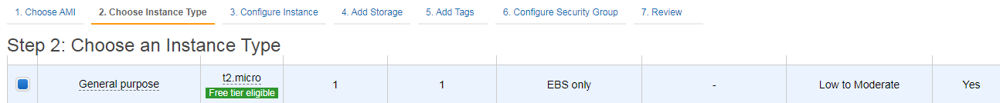 1. Choose AMI 2. Choose Instance Type 3. Configure Instance 4. Add Storage 5. Add Tags 6. Configure Security Group 7. Review
Step 2: Choose an Instance Type
General purpose t2.micro 1 1 EBS only - Low to Moderate Yes
Free tier eligible